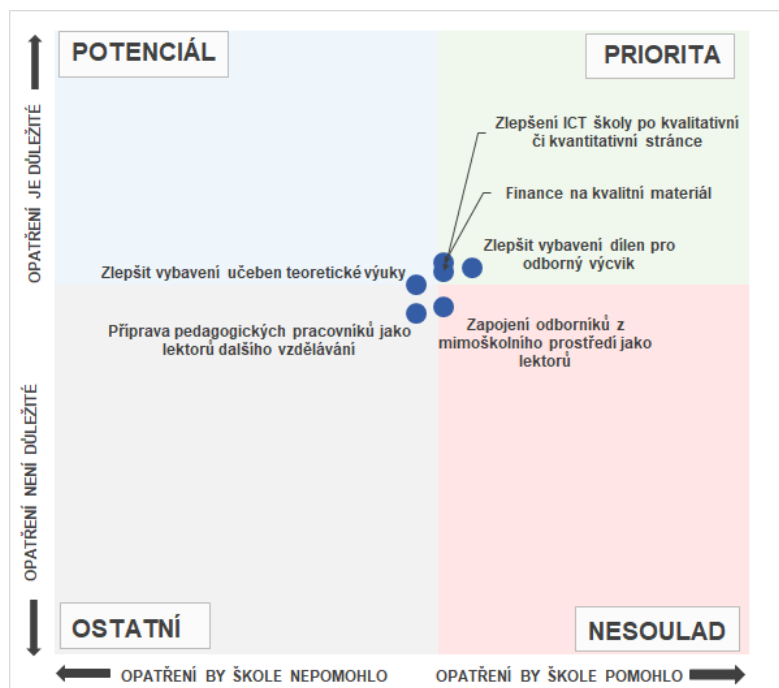 POTENCIÁL
PRIORITA
OPATŘENÍ JE DŮLEŽITÉ
Zlepšení ICT školy po kvalitativní
či kvantitativní stránce
Finance na kvalitní materiál
Zlepšit vybavení dílen pro
odborný výcvik
Zlepšit vybavení učeben teoretické výuky
Příprava pedagogických pracovníků jako
lektorů dalšího vzdělávání
Zapojení odborníků z
mimoškolního prostředí jako
lektorů
OPATŘENÍ NENÍ DŮLEŽITÉ
OSTATNÍ
NESOULAD
OPATŘENÍ BY ŠKOLE NEPOMOHLO
OPATŘENÍ BY ŠKOLE POMOHLO